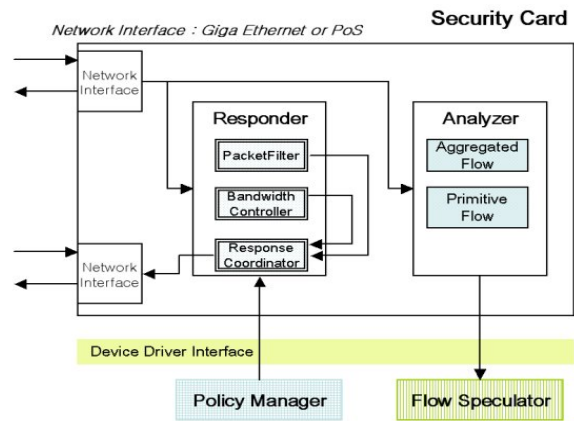 Security Card
Network Interface : Giga Ethernet or PoS
Network
Interface
Responder
PacketFilter
Bandwidth
Controller
Response
Coordinator
Analyzer
Aggregated
Flow
Primitive
Flow
Network
Interface
Device Driver Interface
Policy Manager
Flow Speculator